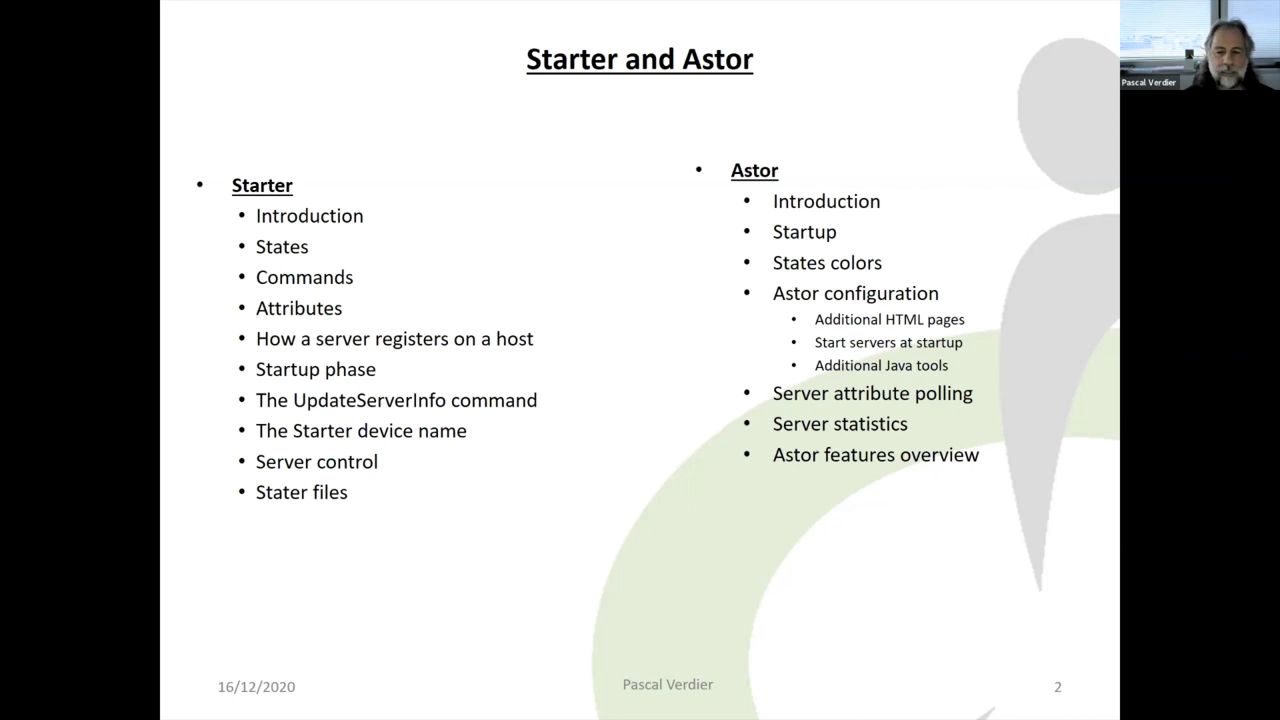 Starter and Astor
Pascal Verdier
• Starter
• Introduction
• States
• Commands
• Attributes
• How a server registers on a host
• Startup phase
• The UpdateServerInfo command
• The Starter device name
• Server control
• Stater files
• Astor
• Introduction
• Startup
• States colors
• Astor configuration
• Additional HTML pages
• Start servers at startup
• Additional Java tools
• Server attribute polling
• Server statistics
• Astor features overview
16/12/2020
Pascal Verdier
2